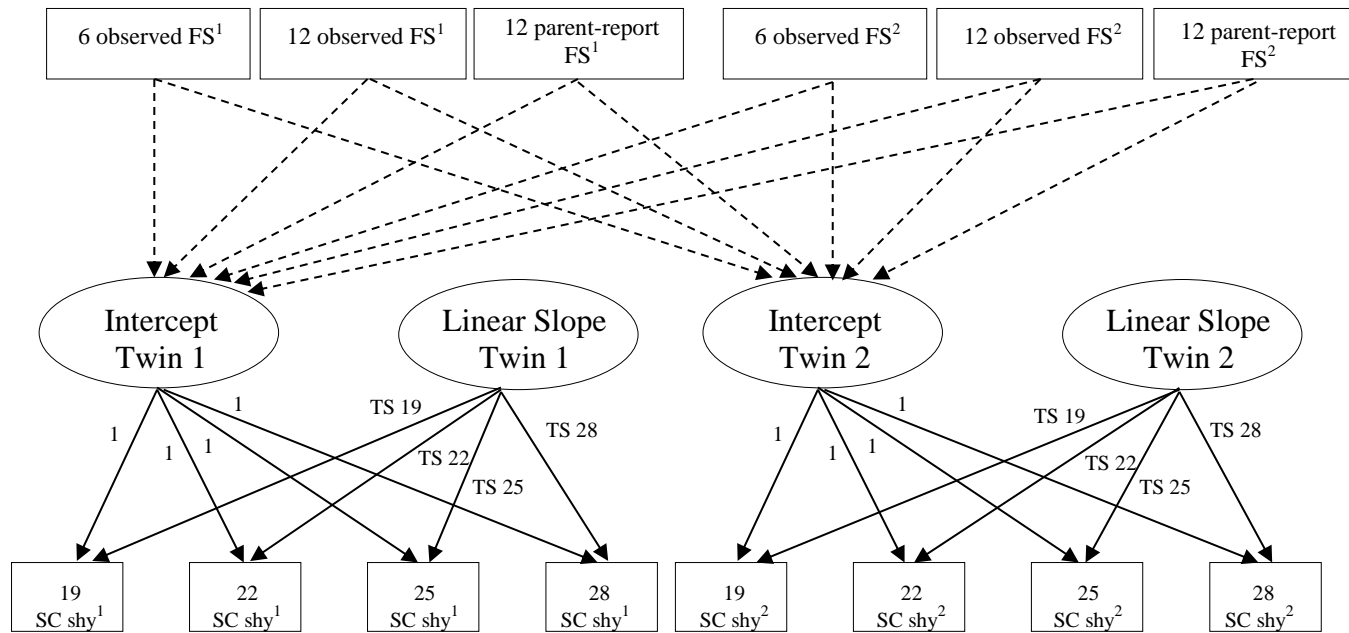 6 observed FS¹
12 observed FS¹
12 parent-report
FS¹
6 observed FS²
12 observed FS²
12 parent-report
FS²
Intercept
Twin 1
Linear Slope
Twin 1
Intercept
Twin 2
Linear Slope
Twin 2
1
1
1
1
TS 19
TS 22
TS 25
TS 28
1
1
1
1
TS 19
TS 22
TS 25
TS 28
19
SC shy¹
22
SC shy¹
25
SC shy¹
28
SC shy¹
19
SC shy²
22
SC shy²
25
SC shy²
28
SC shy²